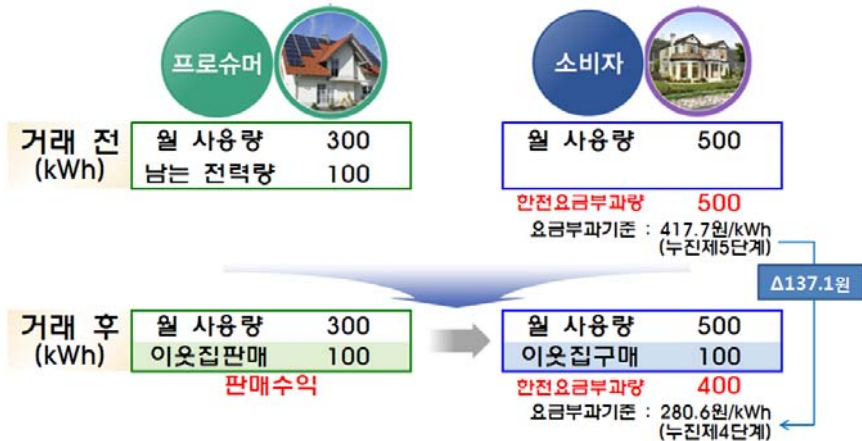 프로슈머
소비자
거래 전
(kWh)
월 사용량 300
남는 전력량 100
월 사용량 500
한전요금부과량 500
요금부과기준 : 417.7원/kWh
(누진제5단계)
Δ137.1원
거래 후
(kWh)
월 사용량 300
이웃집판매 100
판매수익
월 사용량 500
이웃집구매 100
한전요금부과량 400
요금부과기준 : 280.6원/kWh
(누진제4단계)